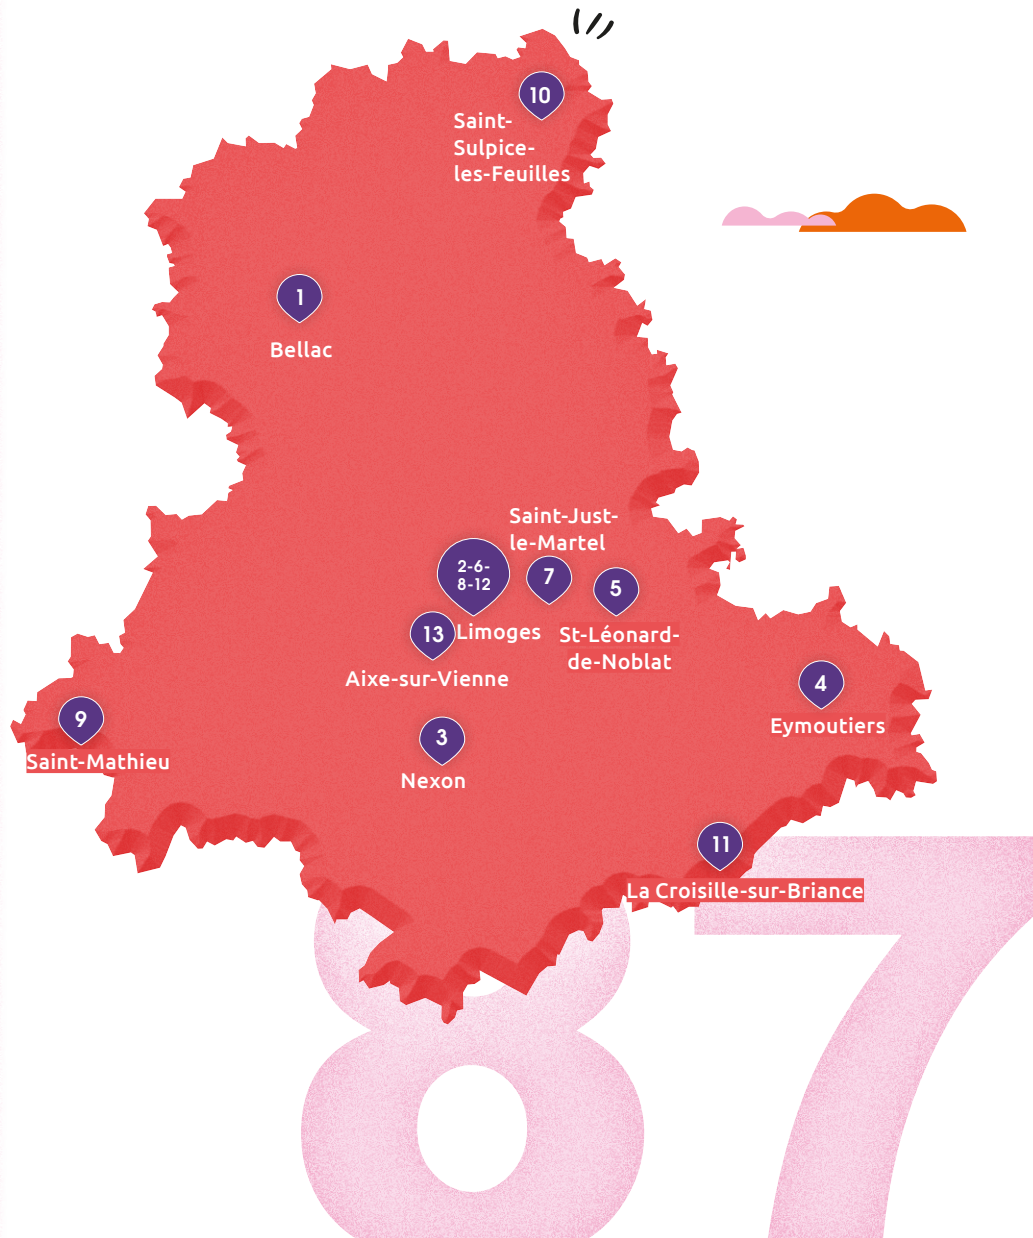 10
Saint-
Sulpice-
les-Feuilles
1
Bellac
Saint-Just-
le-Martel
2-6-
8-12
7
5
13
Limoges
St-Léonard-
de-Noblat
Aixe-sur-Vienne
4
Eymoutiers
9
Saint-Mathieu
3
Nexon
11
La Croisille-sur-Briance
87